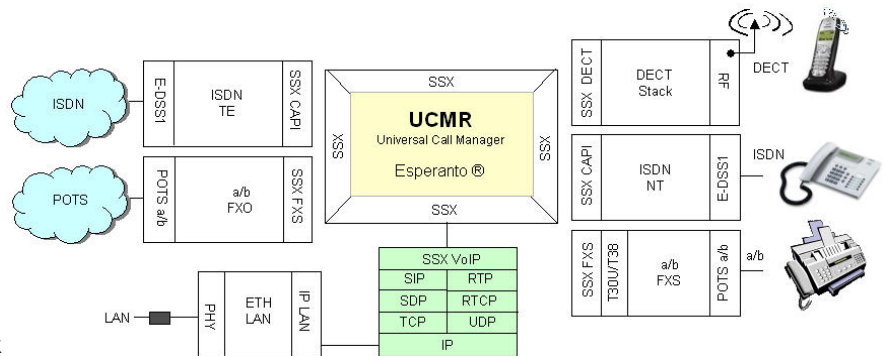 ISDN
E-DSS1
ISDN
TE
SSX CAPI
POTS
POTS a/b
a/b
FXO
SSX FXS
SSX
SSX
UCMR
Universal Call Manager
Esperanto ®
SSX
SSX
SSX DECT
DECT
Stack
RF
DECT
SSX CAPI
ISDN
NT
E-DSS1
ISDN
SSX FXS
T30U/T38
a/b
FXS
POTS a/b
a/b
SSX VoIP
SIP RTP
SDP RTCP
TCP UDP
IP
LAN
PHY
ETH
LAN
IP LAN